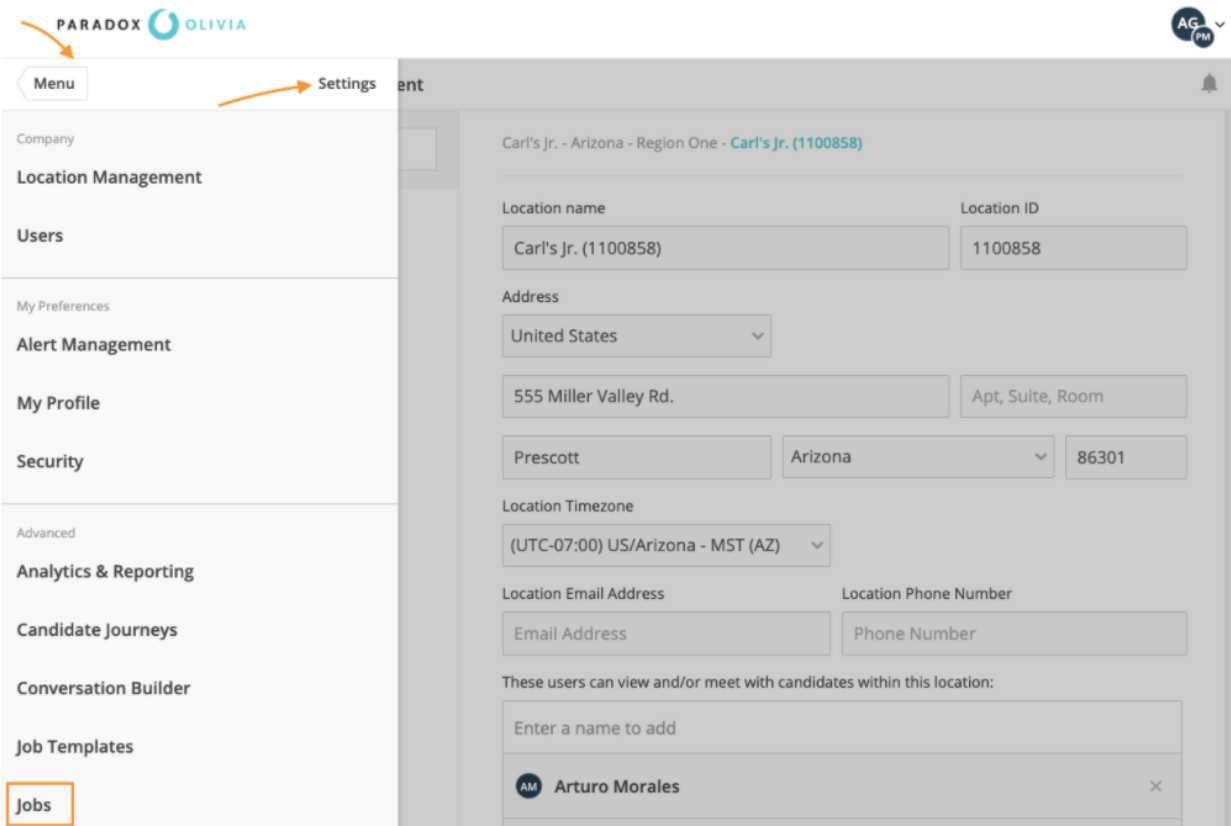 PARADOX OLIVIA
AG
PM
Menu
Settings
ent
Company
Location Management
Users
My Preferences
Alert Management
My Profile
Security
Advanced
Analytics & Reporting
Candidate Journeys
Conversation Builder
Job Templates
Jobs
Carl's Jr. - Arizona - Region One - Carl's Jr. (1100858)
Location name
Location ID
Carl's Jr. (1100858)
1100858
Address
United States
555 Miller Valley Rd.
Apt, Suite, Room
Prescott
Arizona
86301
Location Timezone
(UTC-07:00) US/Arizona - MST (AZ)
Location Email Address
Location Phone Number
Email Address
Phone Number
These users can view and/or meet with candidates within this location:
Enter a name to add
AM
Arturo Morales